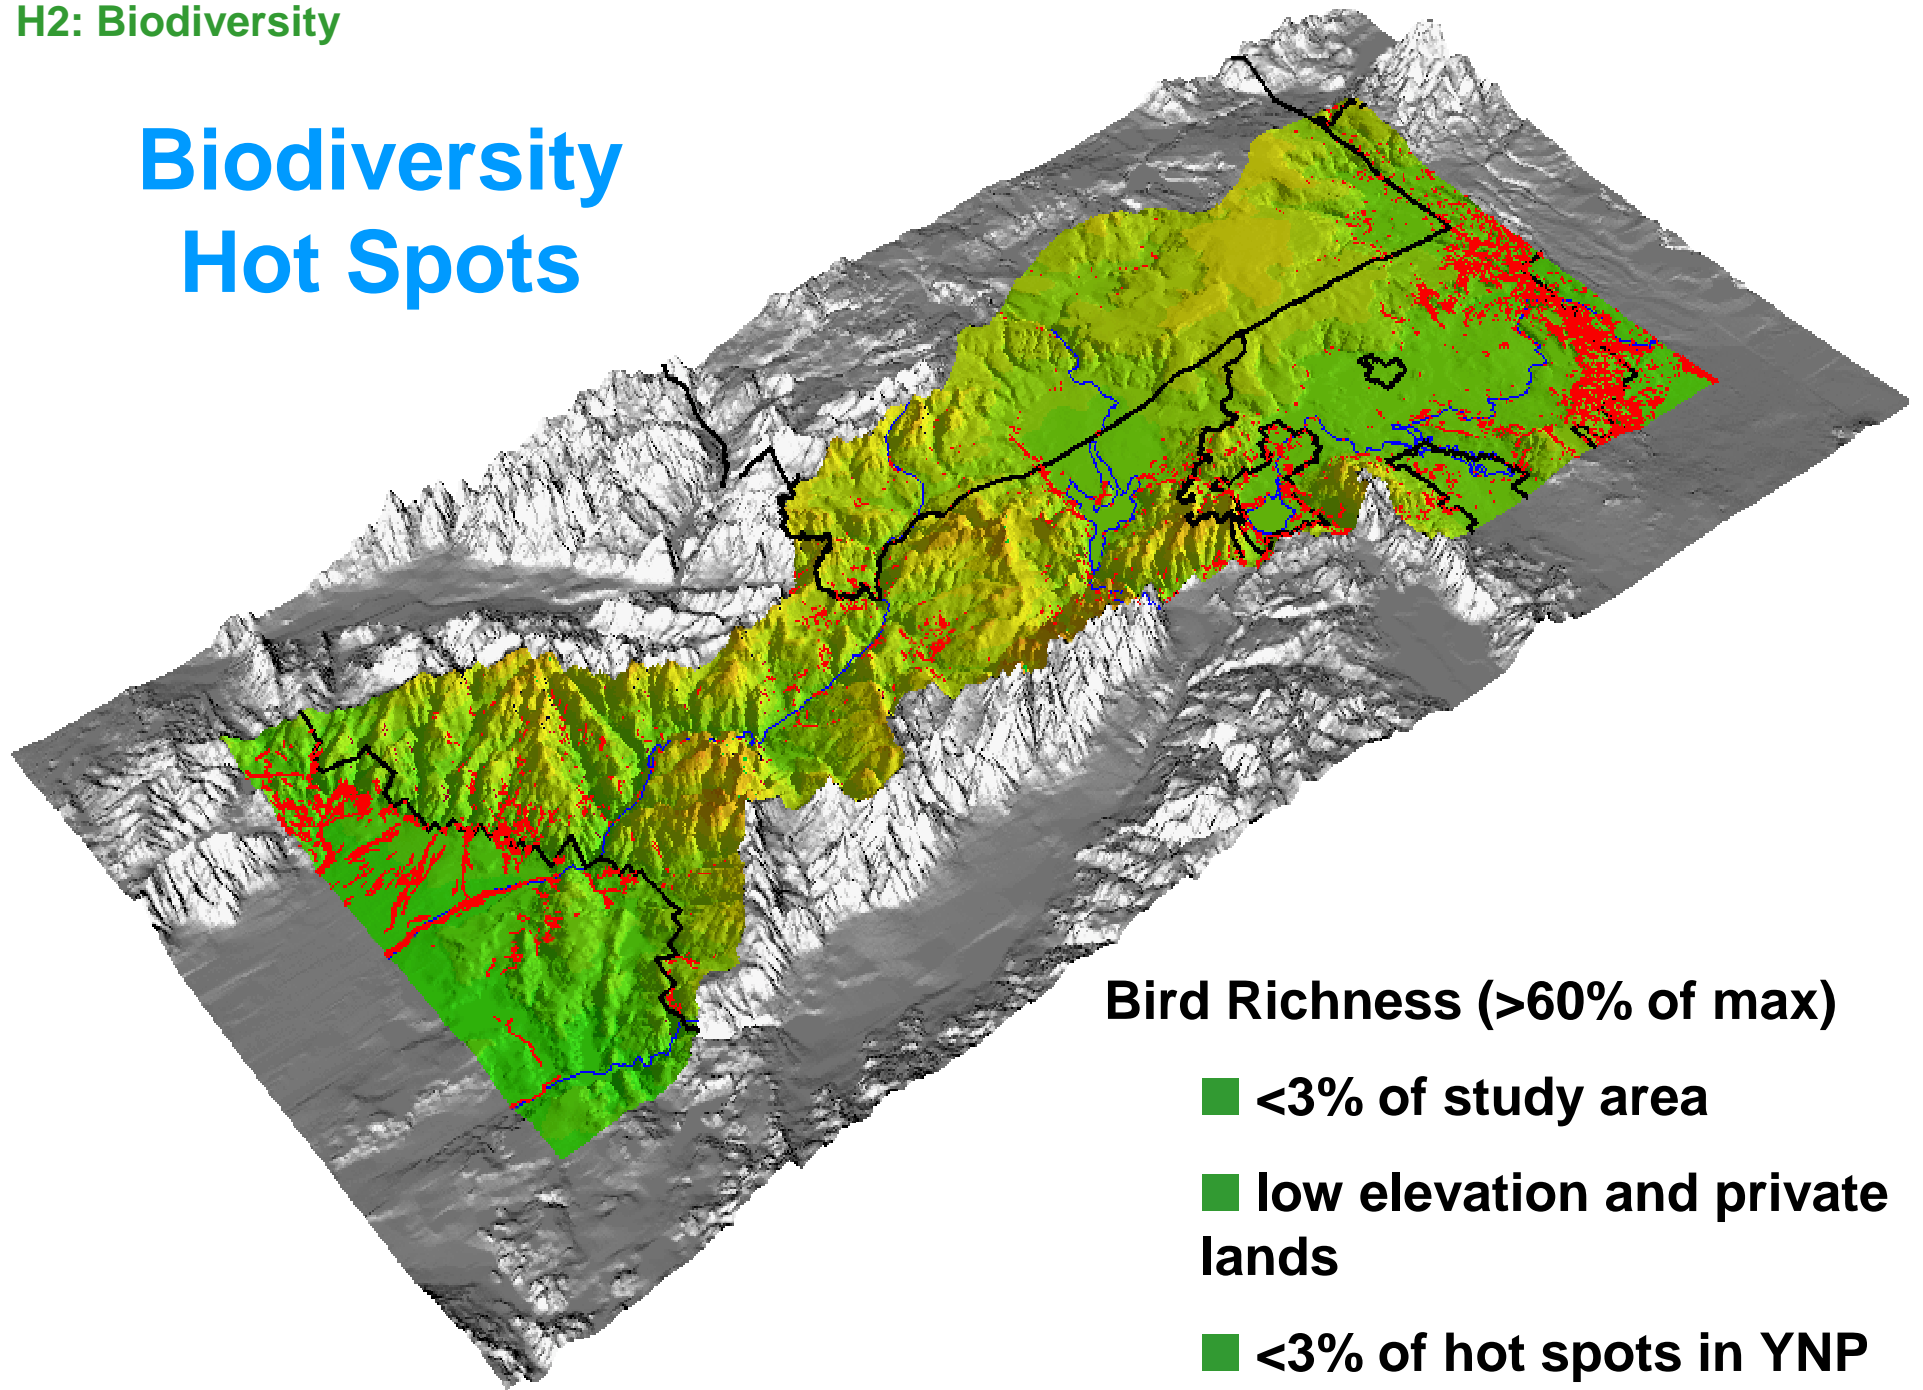 H2: Biodiversity
Biodiversity
Hot Spots
Bird Richness (>60% of max)
<3% of study area
low elevation and private
lands
<3% of hot spots in YNP